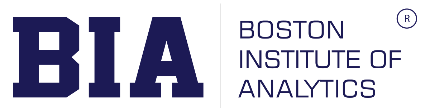 BIA
BOSTON
INSTITUTE OF
ANALYTICS
®